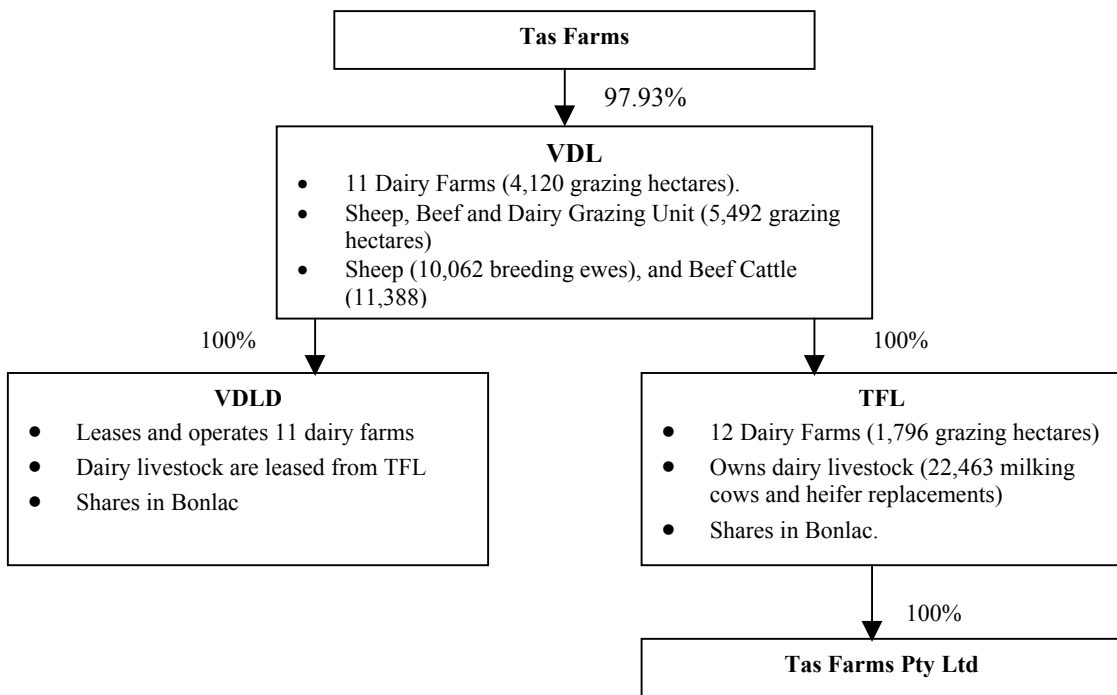 Tas Farms
97.93%
VDL
• 11 Dairy Farms (4,120 grazing hectares).
• Sheep, Beef and Dairy Grazing Unit (5,492 grazing
hectares)
• Sheep (10,062 breeding ewes), and Beef Cattle
(11,388)
100%
100%
VDLD
• Leases and operates 11 dairy farms
• Dairy livestock are leased from TFL
• Shares in Bonlac
TFL
• 12 Dairy Farms (1,796 grazing hectares)
• Owns dairy livestock (22,463 milking
cows and heifer replacements)
• Shares in Bonlac.
100%
Tas Farms Pty Ltd